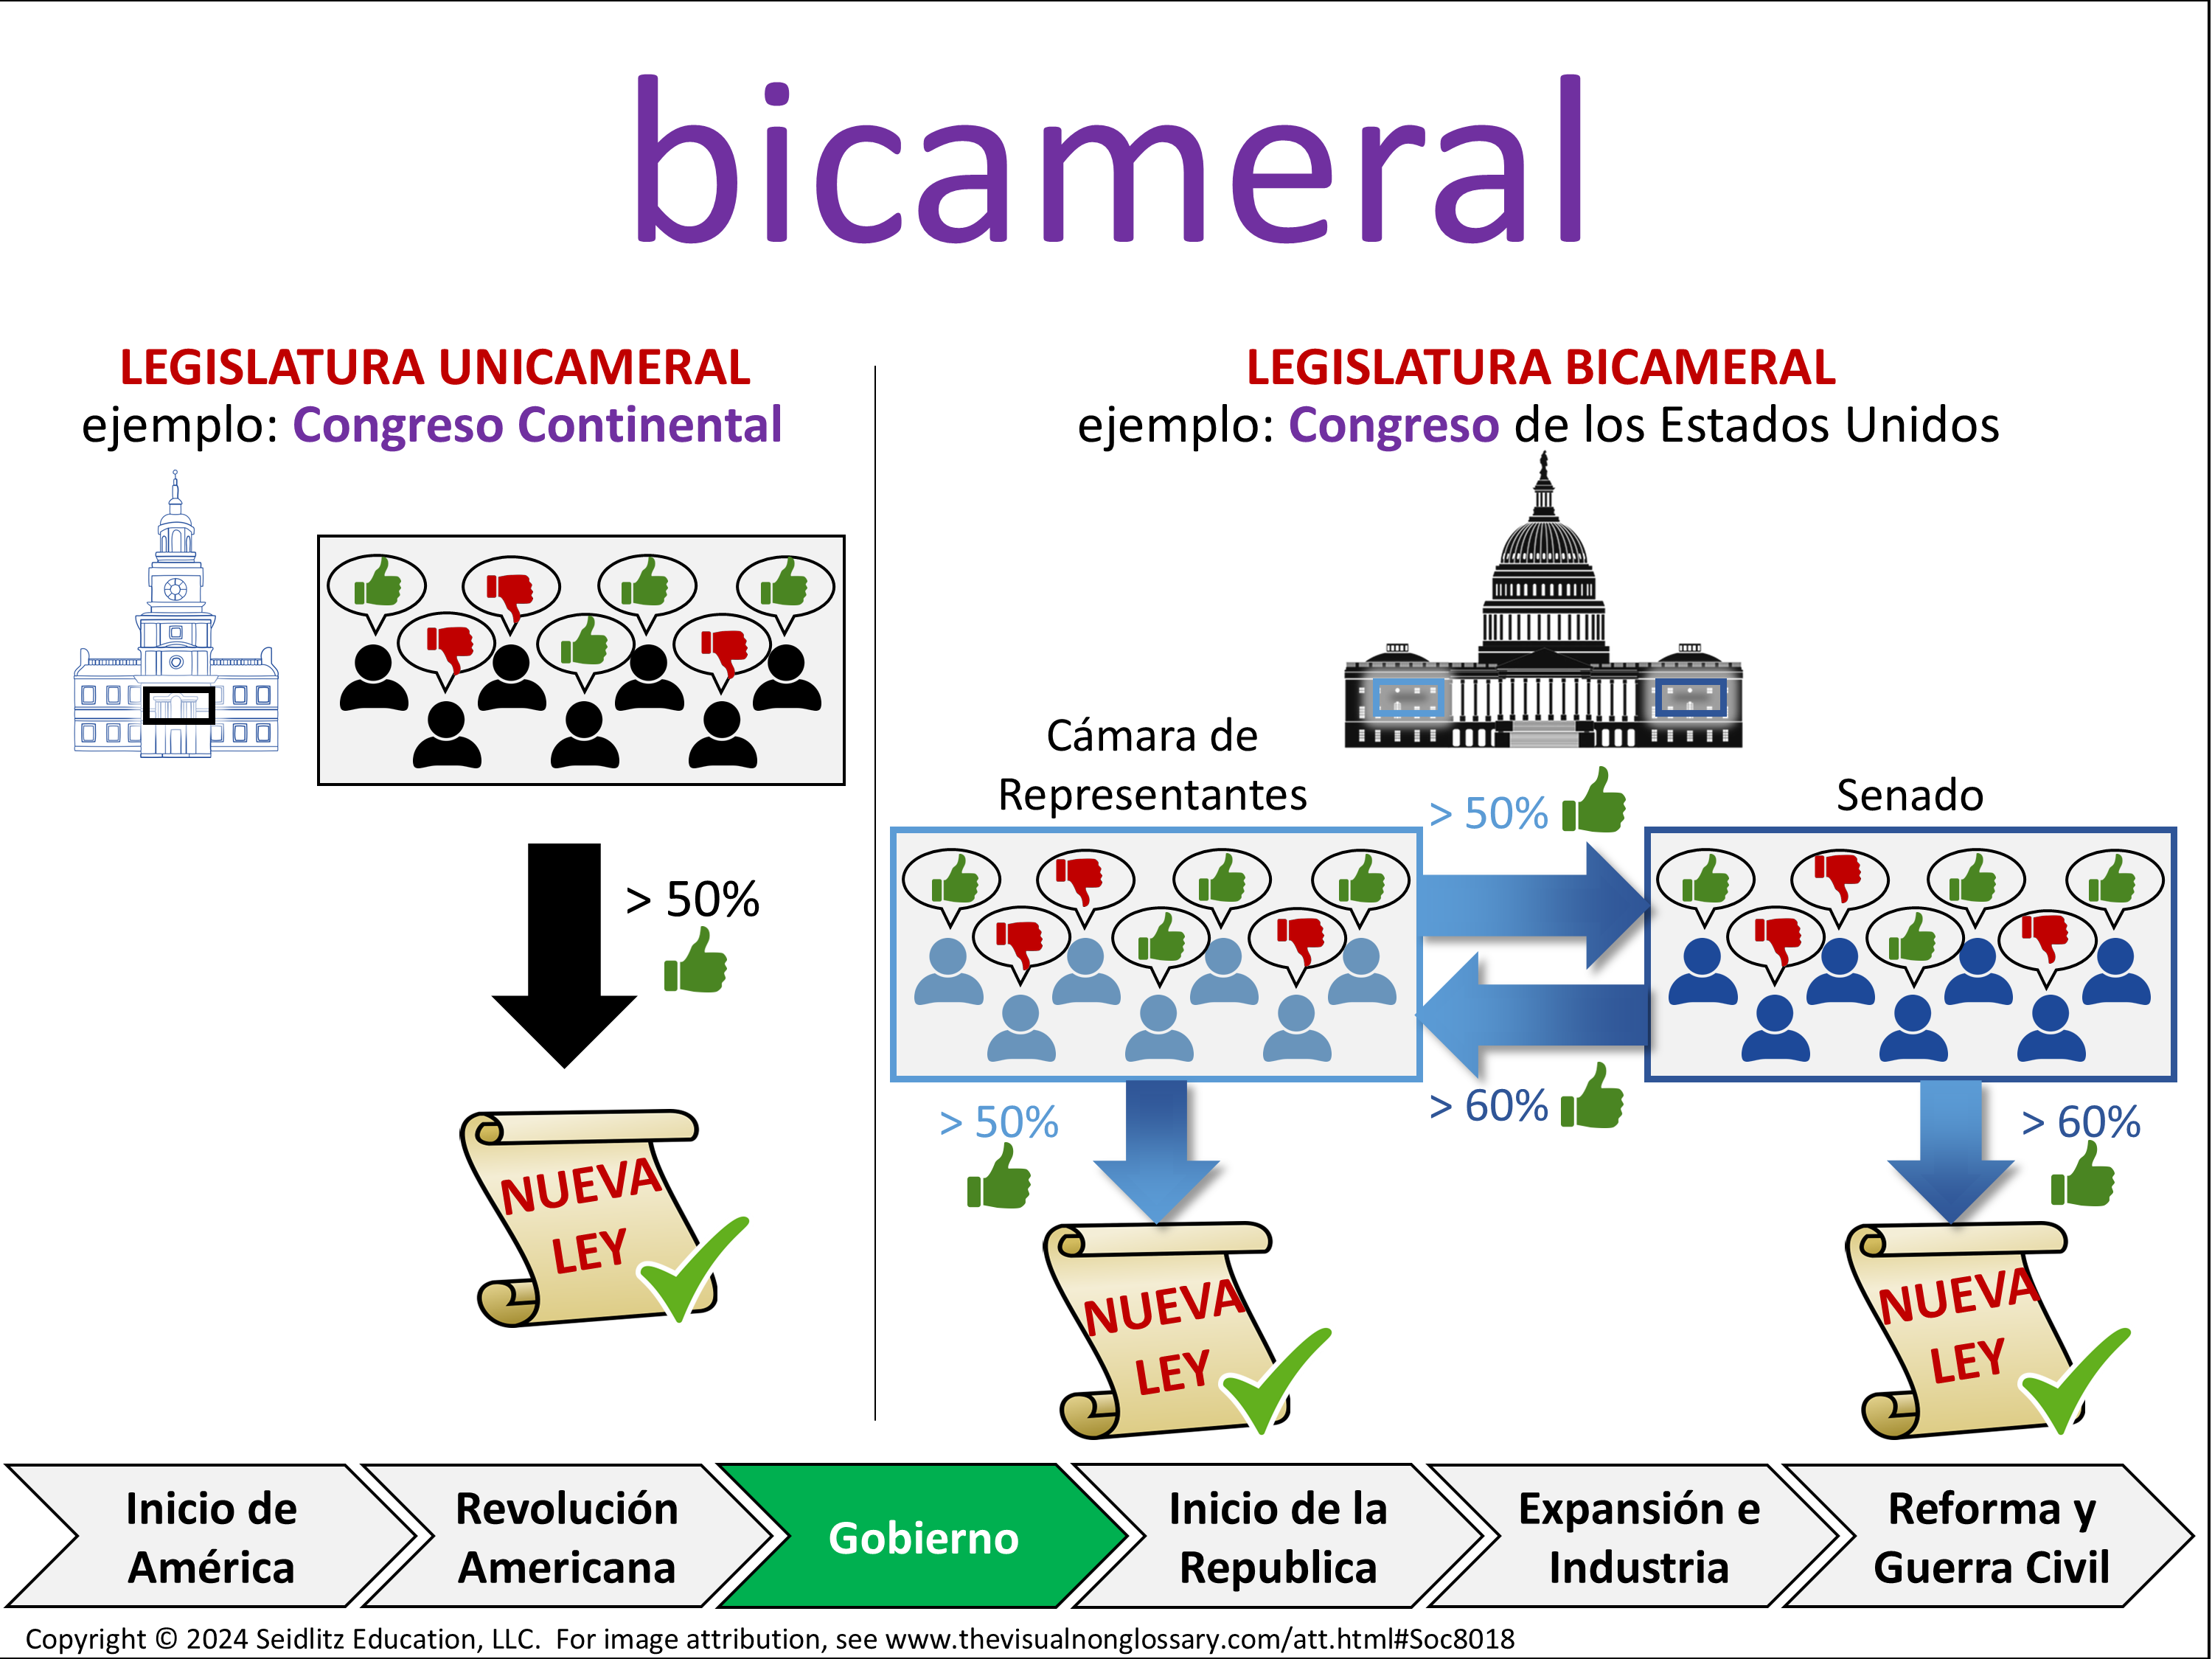 bicameral
LEGISLATURA UNICAMERAL
ejemplo: Congreso Continental
> 50%
NUEVA
LEY
LEGISLATURA BICAMERAL
ejemplo: Congreso de los Estados Unidos
Cámara de
Representantes
> 50%
Senado
> 60%
> 50%
> 60%
NUEVA
LEY
NUEVA
LEY
Inicio de
América
Revolución
Americana
Gobierno
Inicio de la
Republica
Expansión e
Industria
Reforma y
Guerra Civil
Copyright © 2024 Seidlitz Education, LLC.  For image attribution, see www.thevisualnonglossary.com/att.html#Soc8018